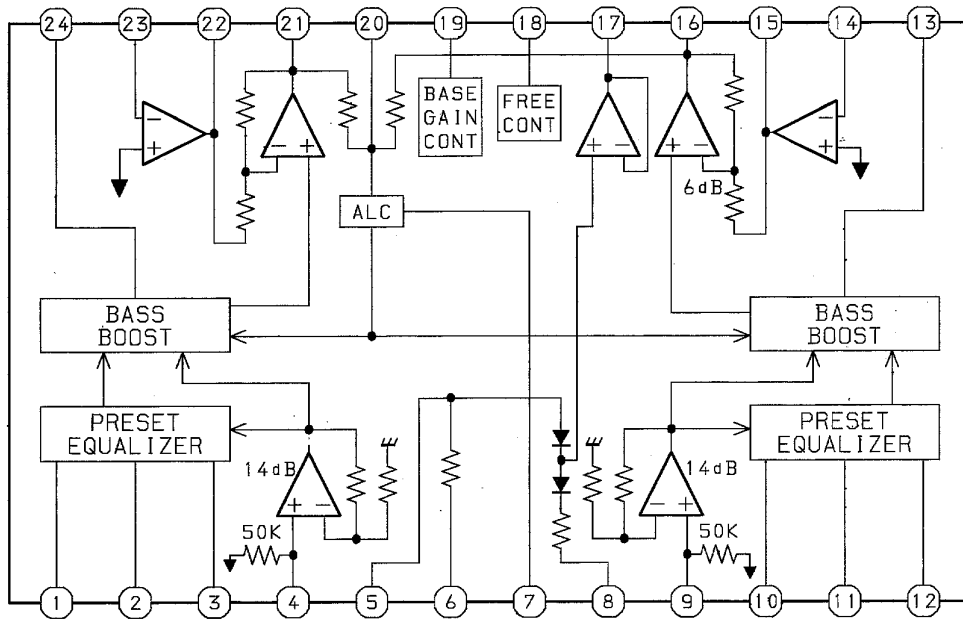 24 23 22 21 20 19 18 17 16 15 14 13
BASE
GAIN
CONT
FREE
CONT
− + − + − + − + − +
6dB
ALC
BASS
BOOST
BASS
BOOST
PRESET
EQUALIZER
PRESET
EQUALIZER
14dB
14dB
+ − − +
50K
50K
1 2 3 4 5 6 7 8 9 10 11 12